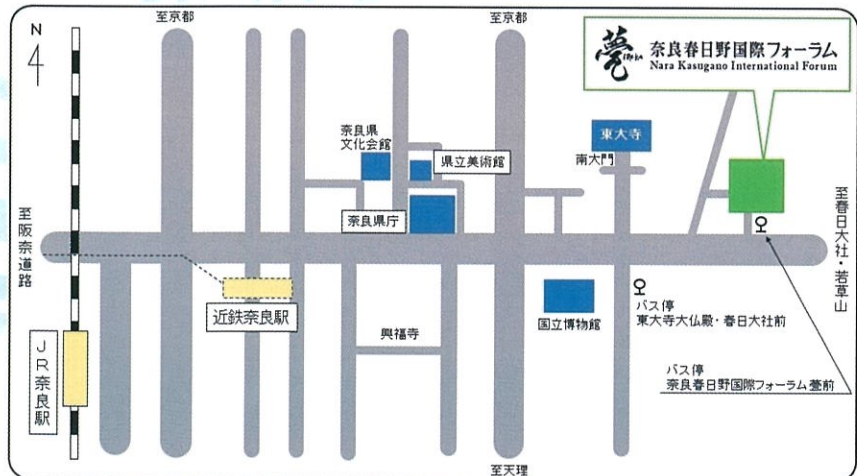 至京都
至京都
N
甍
I・RA・KA
奈良春日野国際フォーラム
Nara Kasugano International Forum
奈良県
文化会館
県立美術館
東大寺
南大門
奈良県庁
至阪奈道路
至春日大社・若草山
近鉄奈良駅
国立博物館
バス停
東大寺大仏殿・春日大社前
興福寺
JR奈良駅
バス停
奈良春日野国際フォーラム甍前
至天理